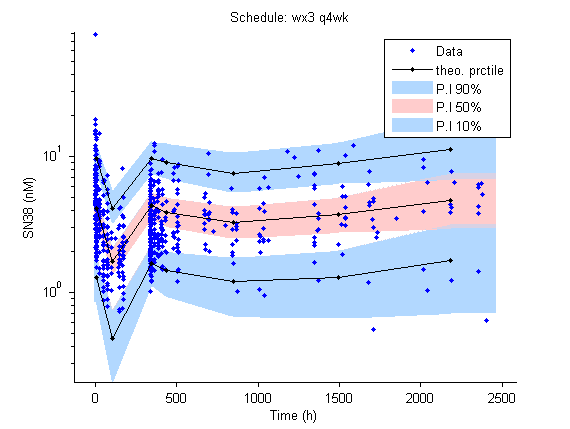 Schedule: wx3 q4wk
Data
theo. prctile
P.I 90%
P.I 50%
P.I 10%
10^1
10^0
SN38 (nM)
0 500 1000 1500 2000 2500
Time (h)